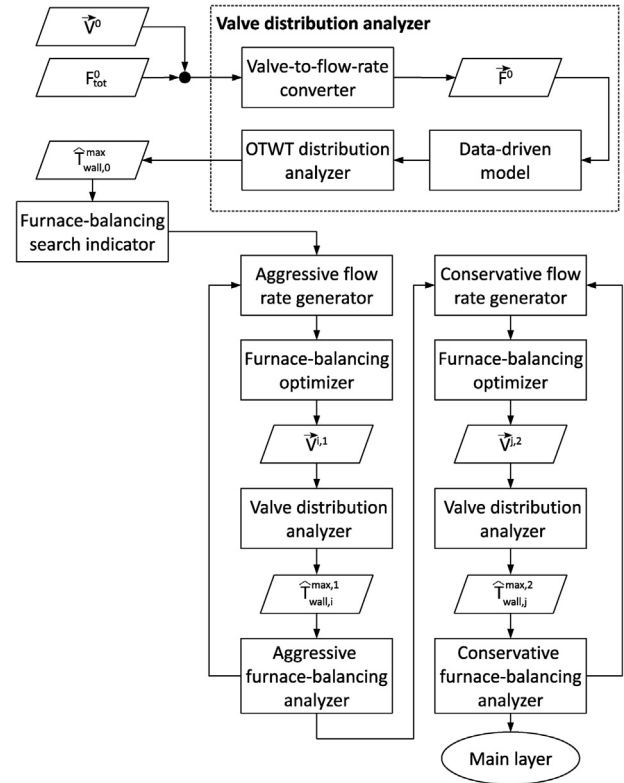 Valve distribution analyzer
V⃗⁰
F⁰tot
Valve-to-flow-rate
converter
F⃗⁰
T̂ max wall,0
OTWT distribution
analyzer
Data-driven
model
Furnace-balancing
search indicator
Aggressive flow
rate generator
Furnace-balancing
optimizer
V⃗ i,1
Valve distribution
analyzer
T̂ max,1 wall,i
Aggressive
furnace-balancing
analyzer
Conservative flow
rate generator
Furnace-balancing
optimizer
V⃗ j,2
Valve distribution
analyzer
T̂ max,2 wall,j
Conservative
furnace-balancing
analyzer
Main layer